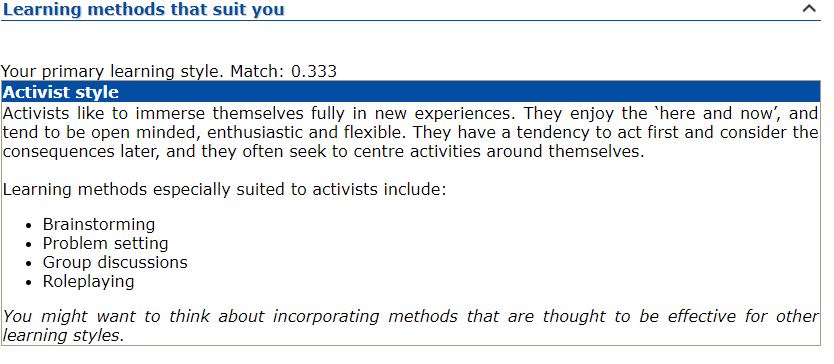 Learning methods that suit you
Your primary learning style. Match: 0.333
Activist style
Activists like to immerse themselves fully in new experiences. They enjoy the ‘here and now’, and
tend to be open minded, enthusiastic and flexible. They have a tendency to act first and consider the
consequences later, and they often seek to centre activities around themselves.
Learning methods especially suited to activists include:
• Brainstorming
• Problem setting
• Group discussions
• Roleplaying
You might want to think about incorporating methods that are thought to be effective for other
learning styles.